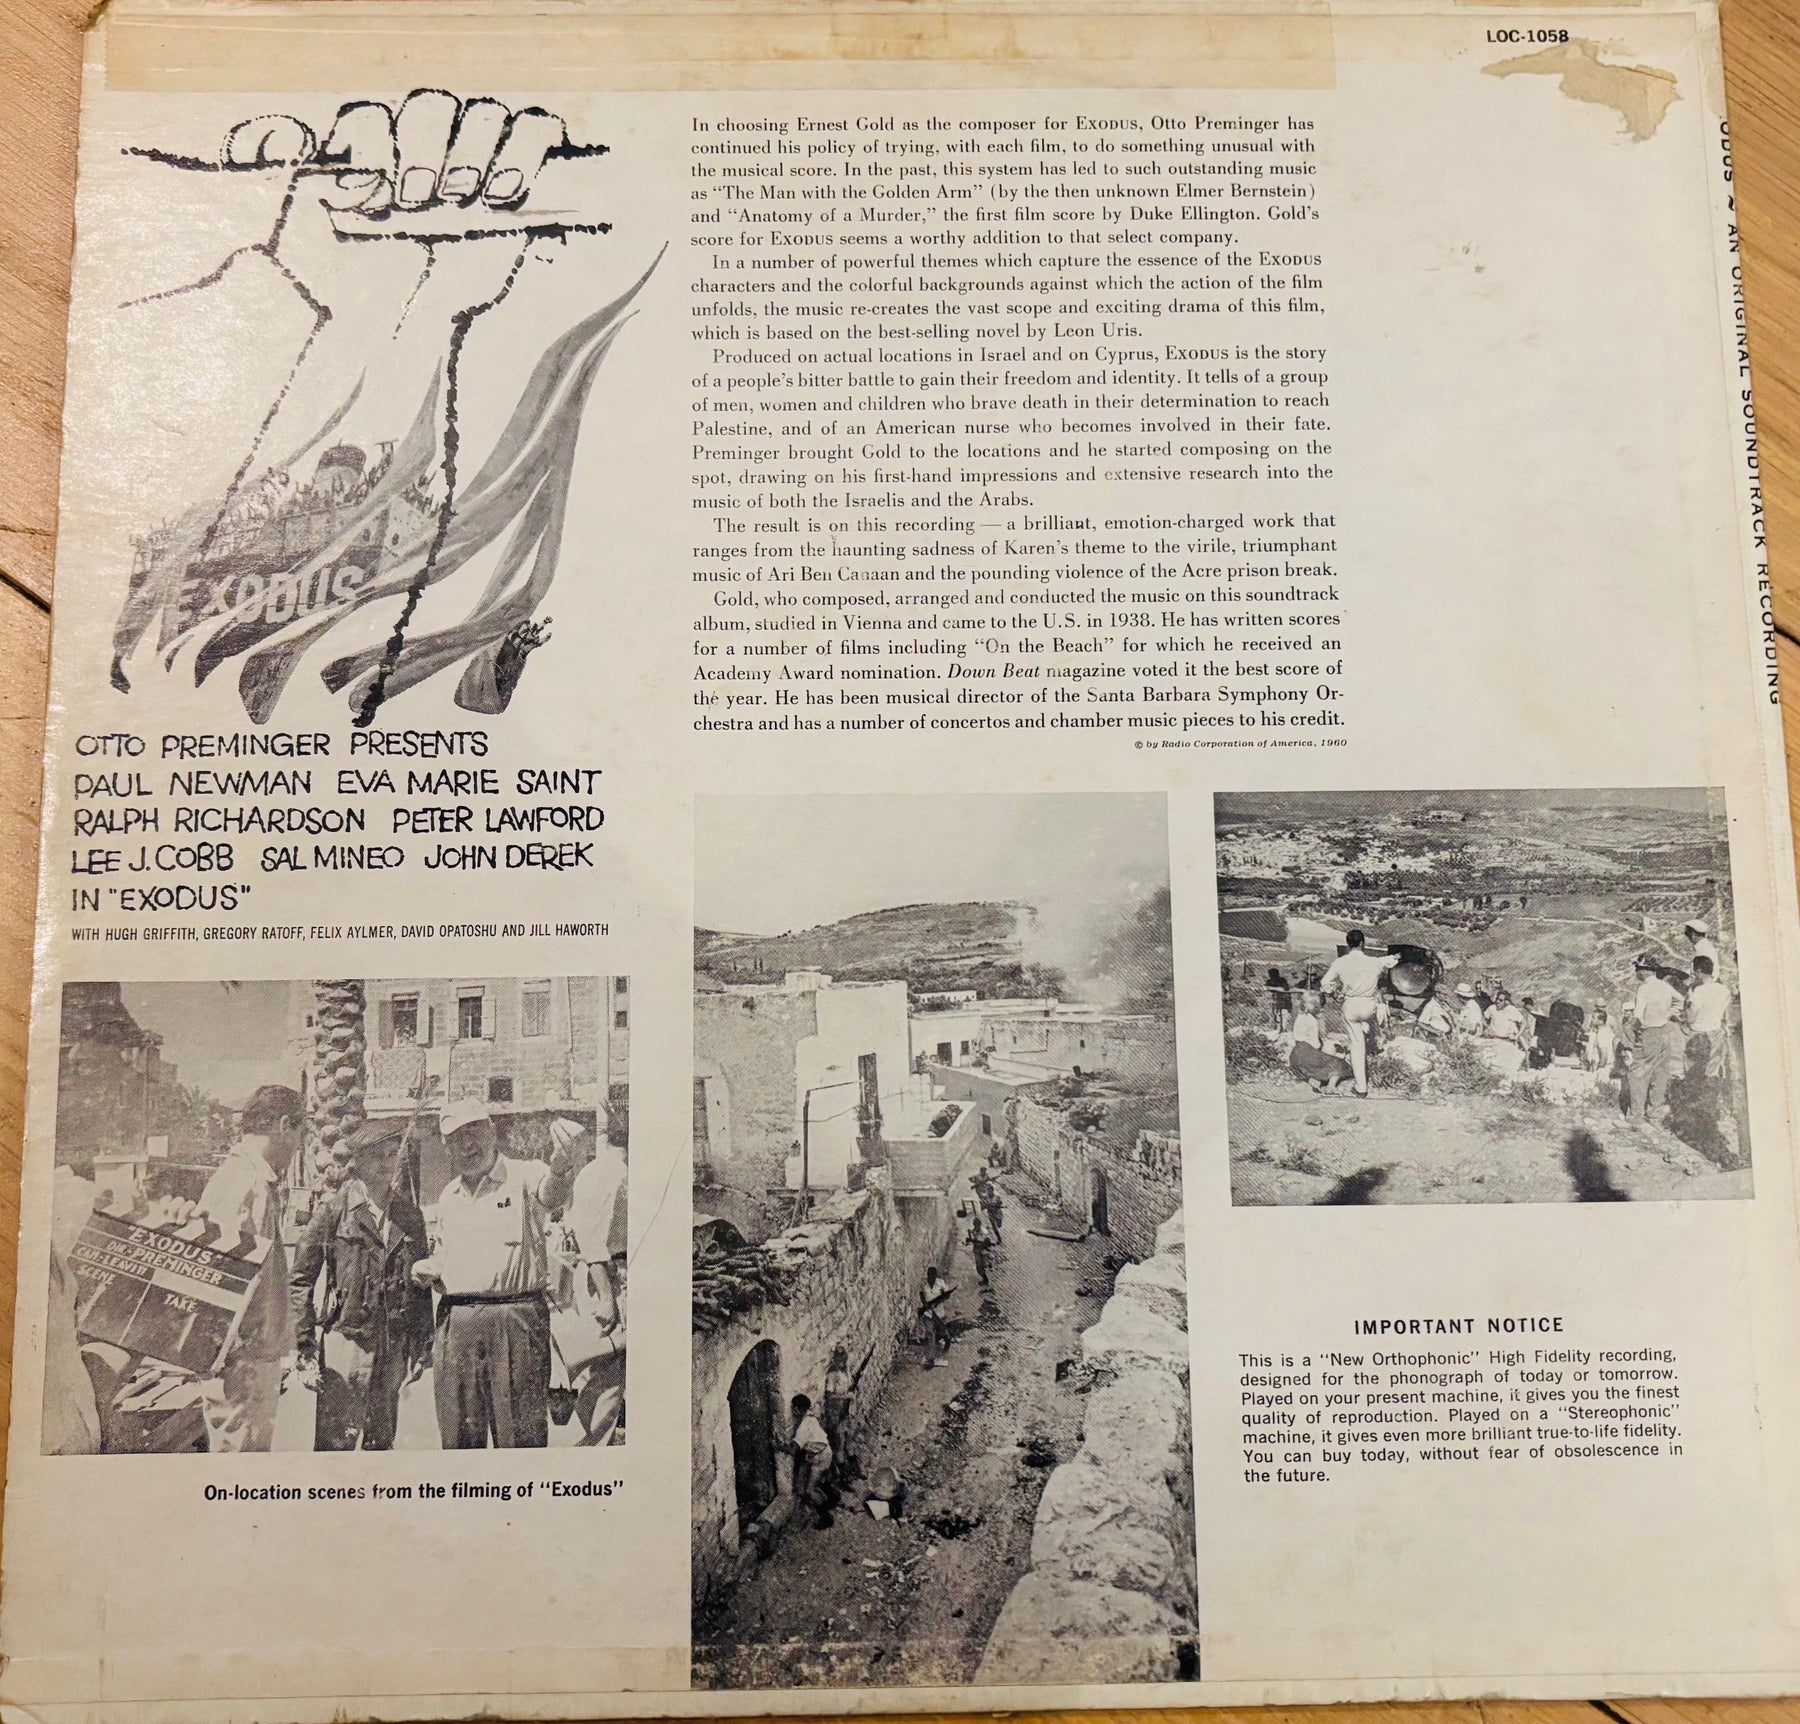 LOC-1058
In choosing Ernest Gold as the composer for EXODUS, Otto Preminger has
continued his policy of trying, with each film, to do something unusual with
the musical score. In the past, this system has led to such outstanding music
as “The Man with the Golden Arm” (by the then unknown Elmer Bernstein)
and “Anatomy of a Murder,” the first film score by Duke Ellington. Gold’s
score for EXODUS seems a worthy addition to that select company.
In a number of powerful themes which capture the essence of the EXODUS
characters and the colorful backgrounds against which the action of the film
unfolds, the music re-creates the vast scope and exciting drama of this film,
which is based on the best-selling novel by Leon Uris.
Produced on actual locations in Israel and on Cyprus, EXODUS is the story
of a people’s bitter battle to gain their freedom and identity. It tells of a group
of men, women and children who brave death in their determination to reach
Palestine, and of an American nurse who becomes involved in their fate.
Preminger brought Gold to the locations and he started composing on the
spot, drawing on his first-hand impressions and extensive research into the
music of both the Israelis and the Arabs.
The result is on this recording — a brilliant, emotion-charged work that
ranges from the haunting sadness of Karen’s theme to the virile, triumphant
music of Ari Ben Canaan and the pounding violence of the Acre prison break.
Gold, who composed, arranged and conducted the music on this soundtrack
album, studied in Vienna and came to the U.S. in 1938. He has written scores
for a number of films including “On the Beach” for which he received an
Academy Award nomination. Down Beat magazine voted it the best score of
the year. He has been musical director of the Santa Barbara Symphony Or-
chestra and has a number of concertos and chamber music pieces to his credit.
© by Radio Corporation of America, 1960
EXODUS
OTTO PREMINGER PRESENTS
PAUL NEWMAN EVA MARIE SAINT
RALPH RICHARDSON PETER LAWFORD
LEE J. COBB SAL MINEO JOHN DEREK
IN "EXODUS"
WITH HUGH GRIFFITH, GREGORY RATOFF, FELIX AYLMER, DAVID OPATOSHU AND JILL HAWORTH
"EXODUS"
DIR. PREMINGER
CAM. LEAVITT
SCENE
TAKE
On-location scenes from the filming of “Exodus”
IMPORTANT NOTICE
This is a “New Orthophonic” High Fidelity recording,
designed for the phonograph of today or tomorrow.
Played on your present machine, it gives you the finest
quality of reproduction. Played on a “Stereophonic”
machine, it gives even more brilliant true-to-life fidelity.
You can buy today, without fear of obsolescence in
the future.
ODUS ~ AN ORIGINAL SOUNDTRACK RECORDING